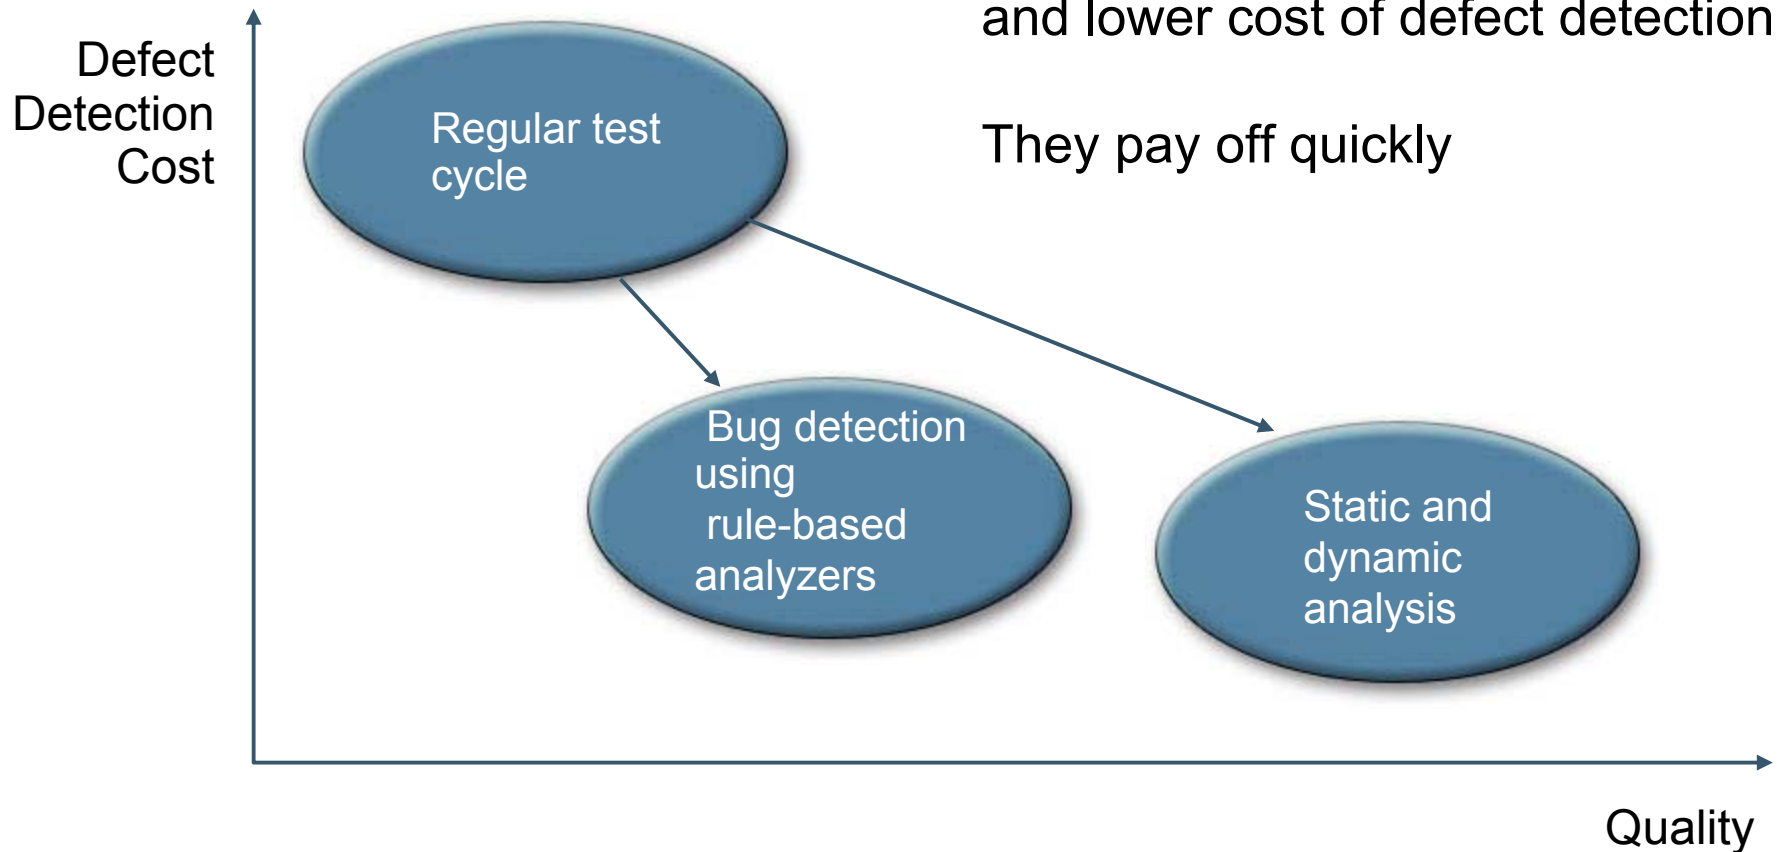 and lower cost of defect detection
Defect
Detection
Cost
They pay off quickly
Regular test
cycle
Bug detection
using
rule-based
analyzers
Static and
dynamic
analysis
Quality